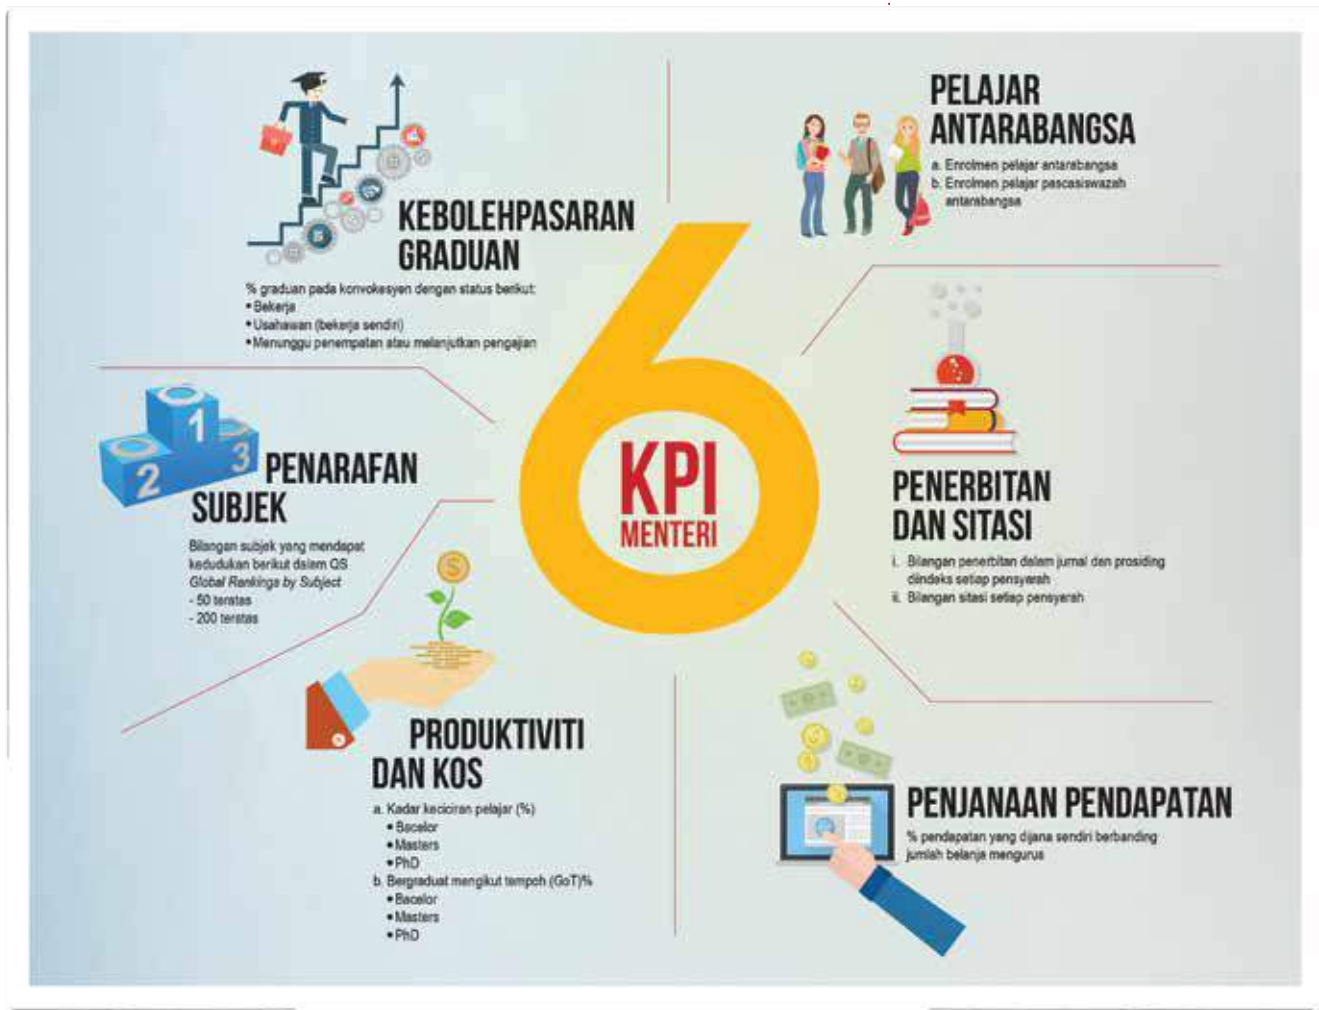 KEBOLEHPASARAN
GRADUAN
% graduan pada konvokesyen dengan status berikut:
• Bekerja
• Usahawan (bekerja sendiri)
• Menunggu penempatan atau melanjutkan pengajian
PELAJAR
ANTARABANGSA
a. Enrolmen pelajar antarabangsa
b. Enrolmen pelajar pascasiswazah
antarabangsa
1
2
3
PENARAFAN
SUBJEK
Bilangan subjek yang mendapat
kedudukan berikut dalam QS
Global Rankings by Subject
- 50 teratas
- 200 teratas
6
KPI
MENTERI
PENERBITAN
DAN SITASI
i. Bilangan penerbitan dalam jurnal dan prosiding
diindeks setiap pensyarah
ii. Bilangan sitasi setiap pensyarah
$
PRODUKTIVITI
DAN KOS
a. Kadar keciciran pelajar (%)
• Bacelor
• Masters
• PhD
b. Bergraduat mengikut tempoh (GoT)%
• Bacelor
• Masters
• PhD
PENJANAAN PENDAPATAN
% pendapatan yang dijana sendiri berbanding
jumlah belanja mengurus